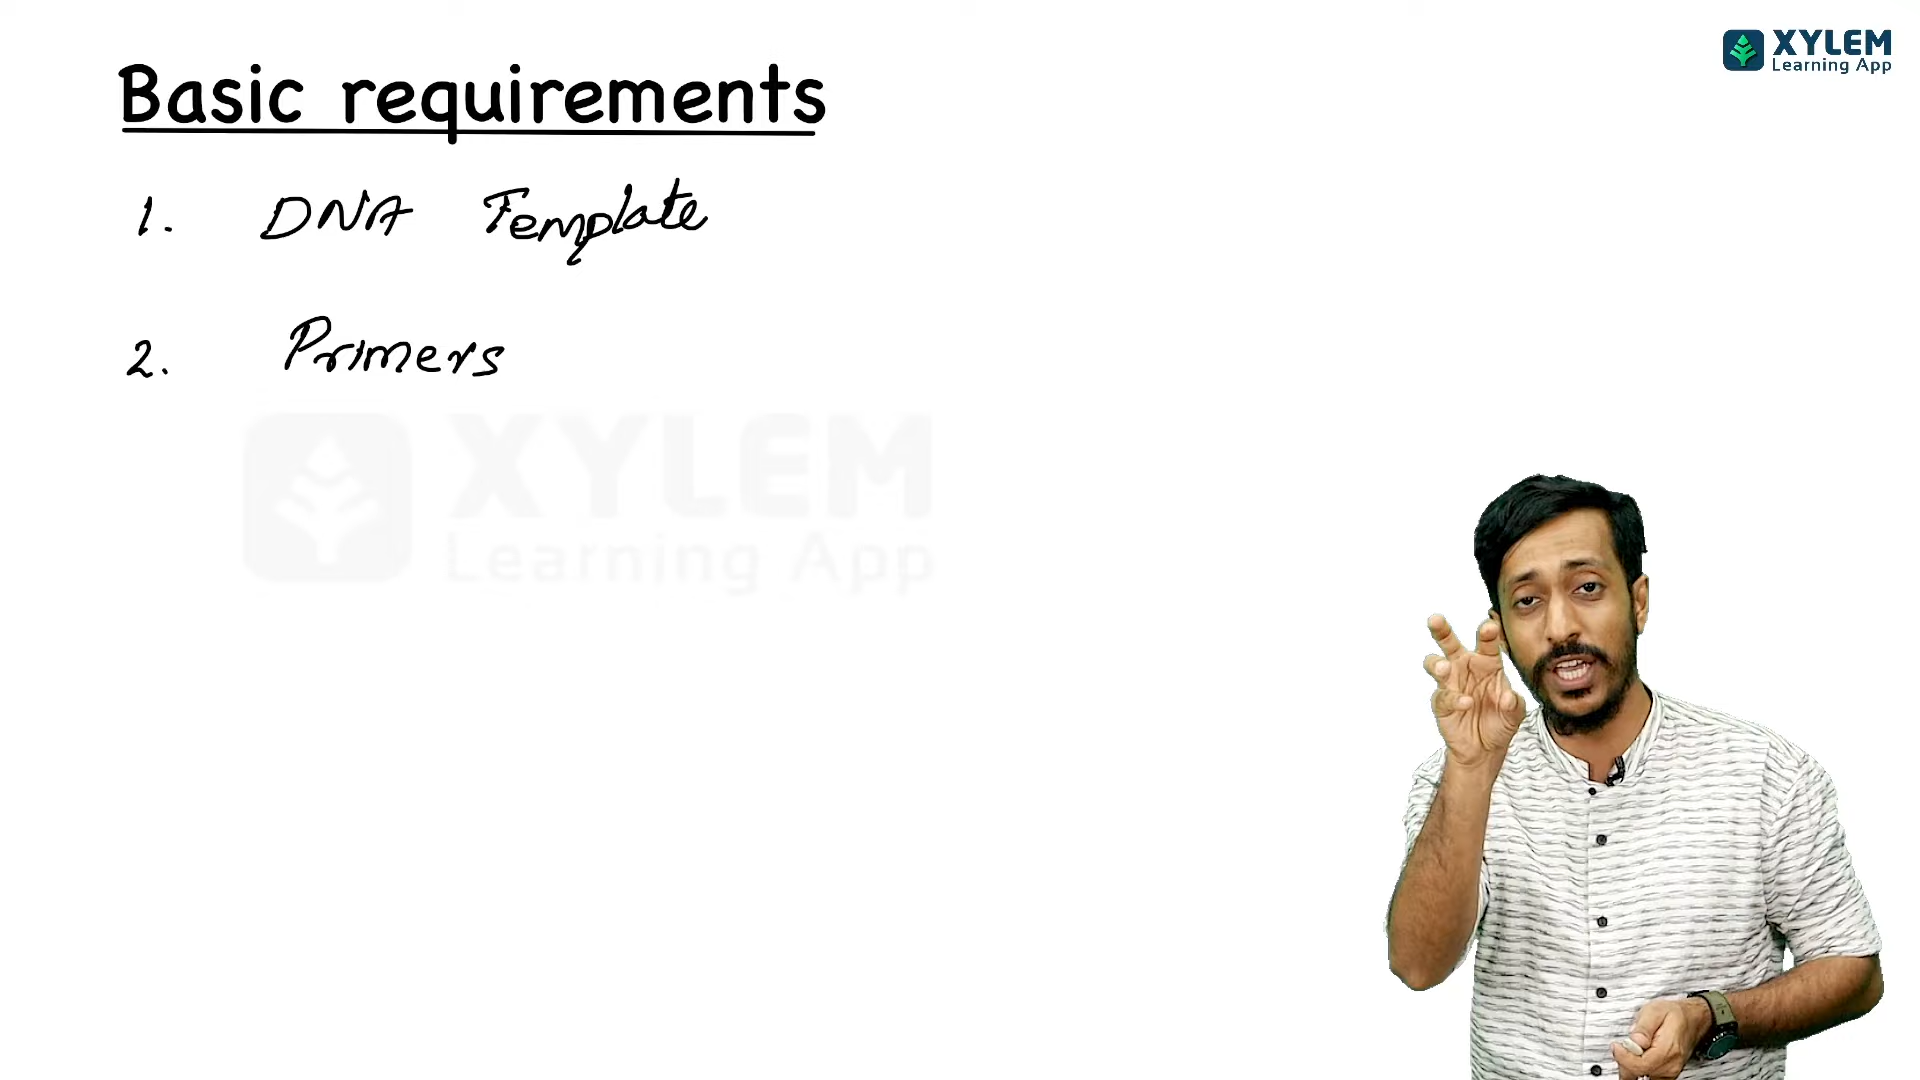 XYLEM
Learning App
Basic requirements
1. DNA Template
2. Primers
XYLEM
Learning App